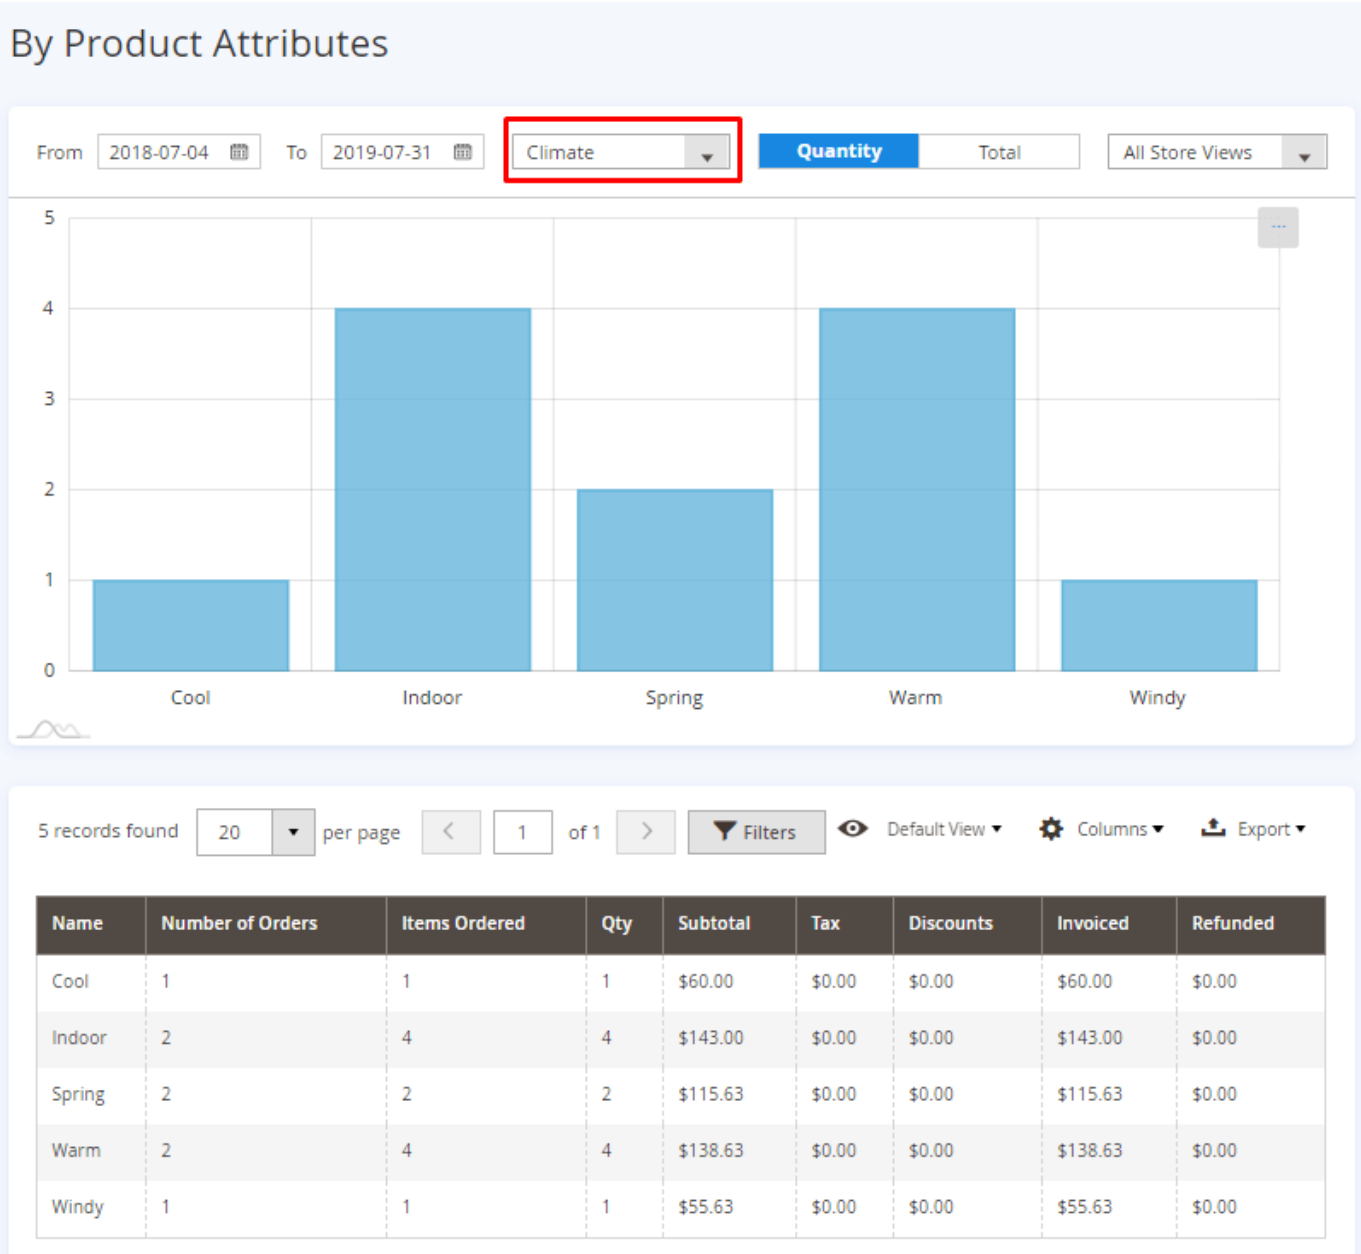 By Product Attributes
From 2018-07-04 To 2019-07-31 Climate Quantity Total All Store Views
...
5
4
3
2
1
0
Cool Indoor Spring Warm Windy
5 records found 20 per page 1 of 1 Filters Default View Columns Export
Name Number of Orders Items Ordered Qty Subtotal Tax Discounts Invoiced Refunded
Cool 1 1 1 $60.00 $0.00 $0.00 $60.00 $0.00
Indoor 2 4 4 $143.00 $0.00 $0.00 $143.00 $0.00
Spring 2 2 2 $115.63 $0.00 $0.00 $115.63 $0.00
Warm 2 4 4 $138.63 $0.00 $0.00 $138.63 $0.00
Windy 1 1 1 $55.63 $0.00 $0.00 $55.63 $0.00